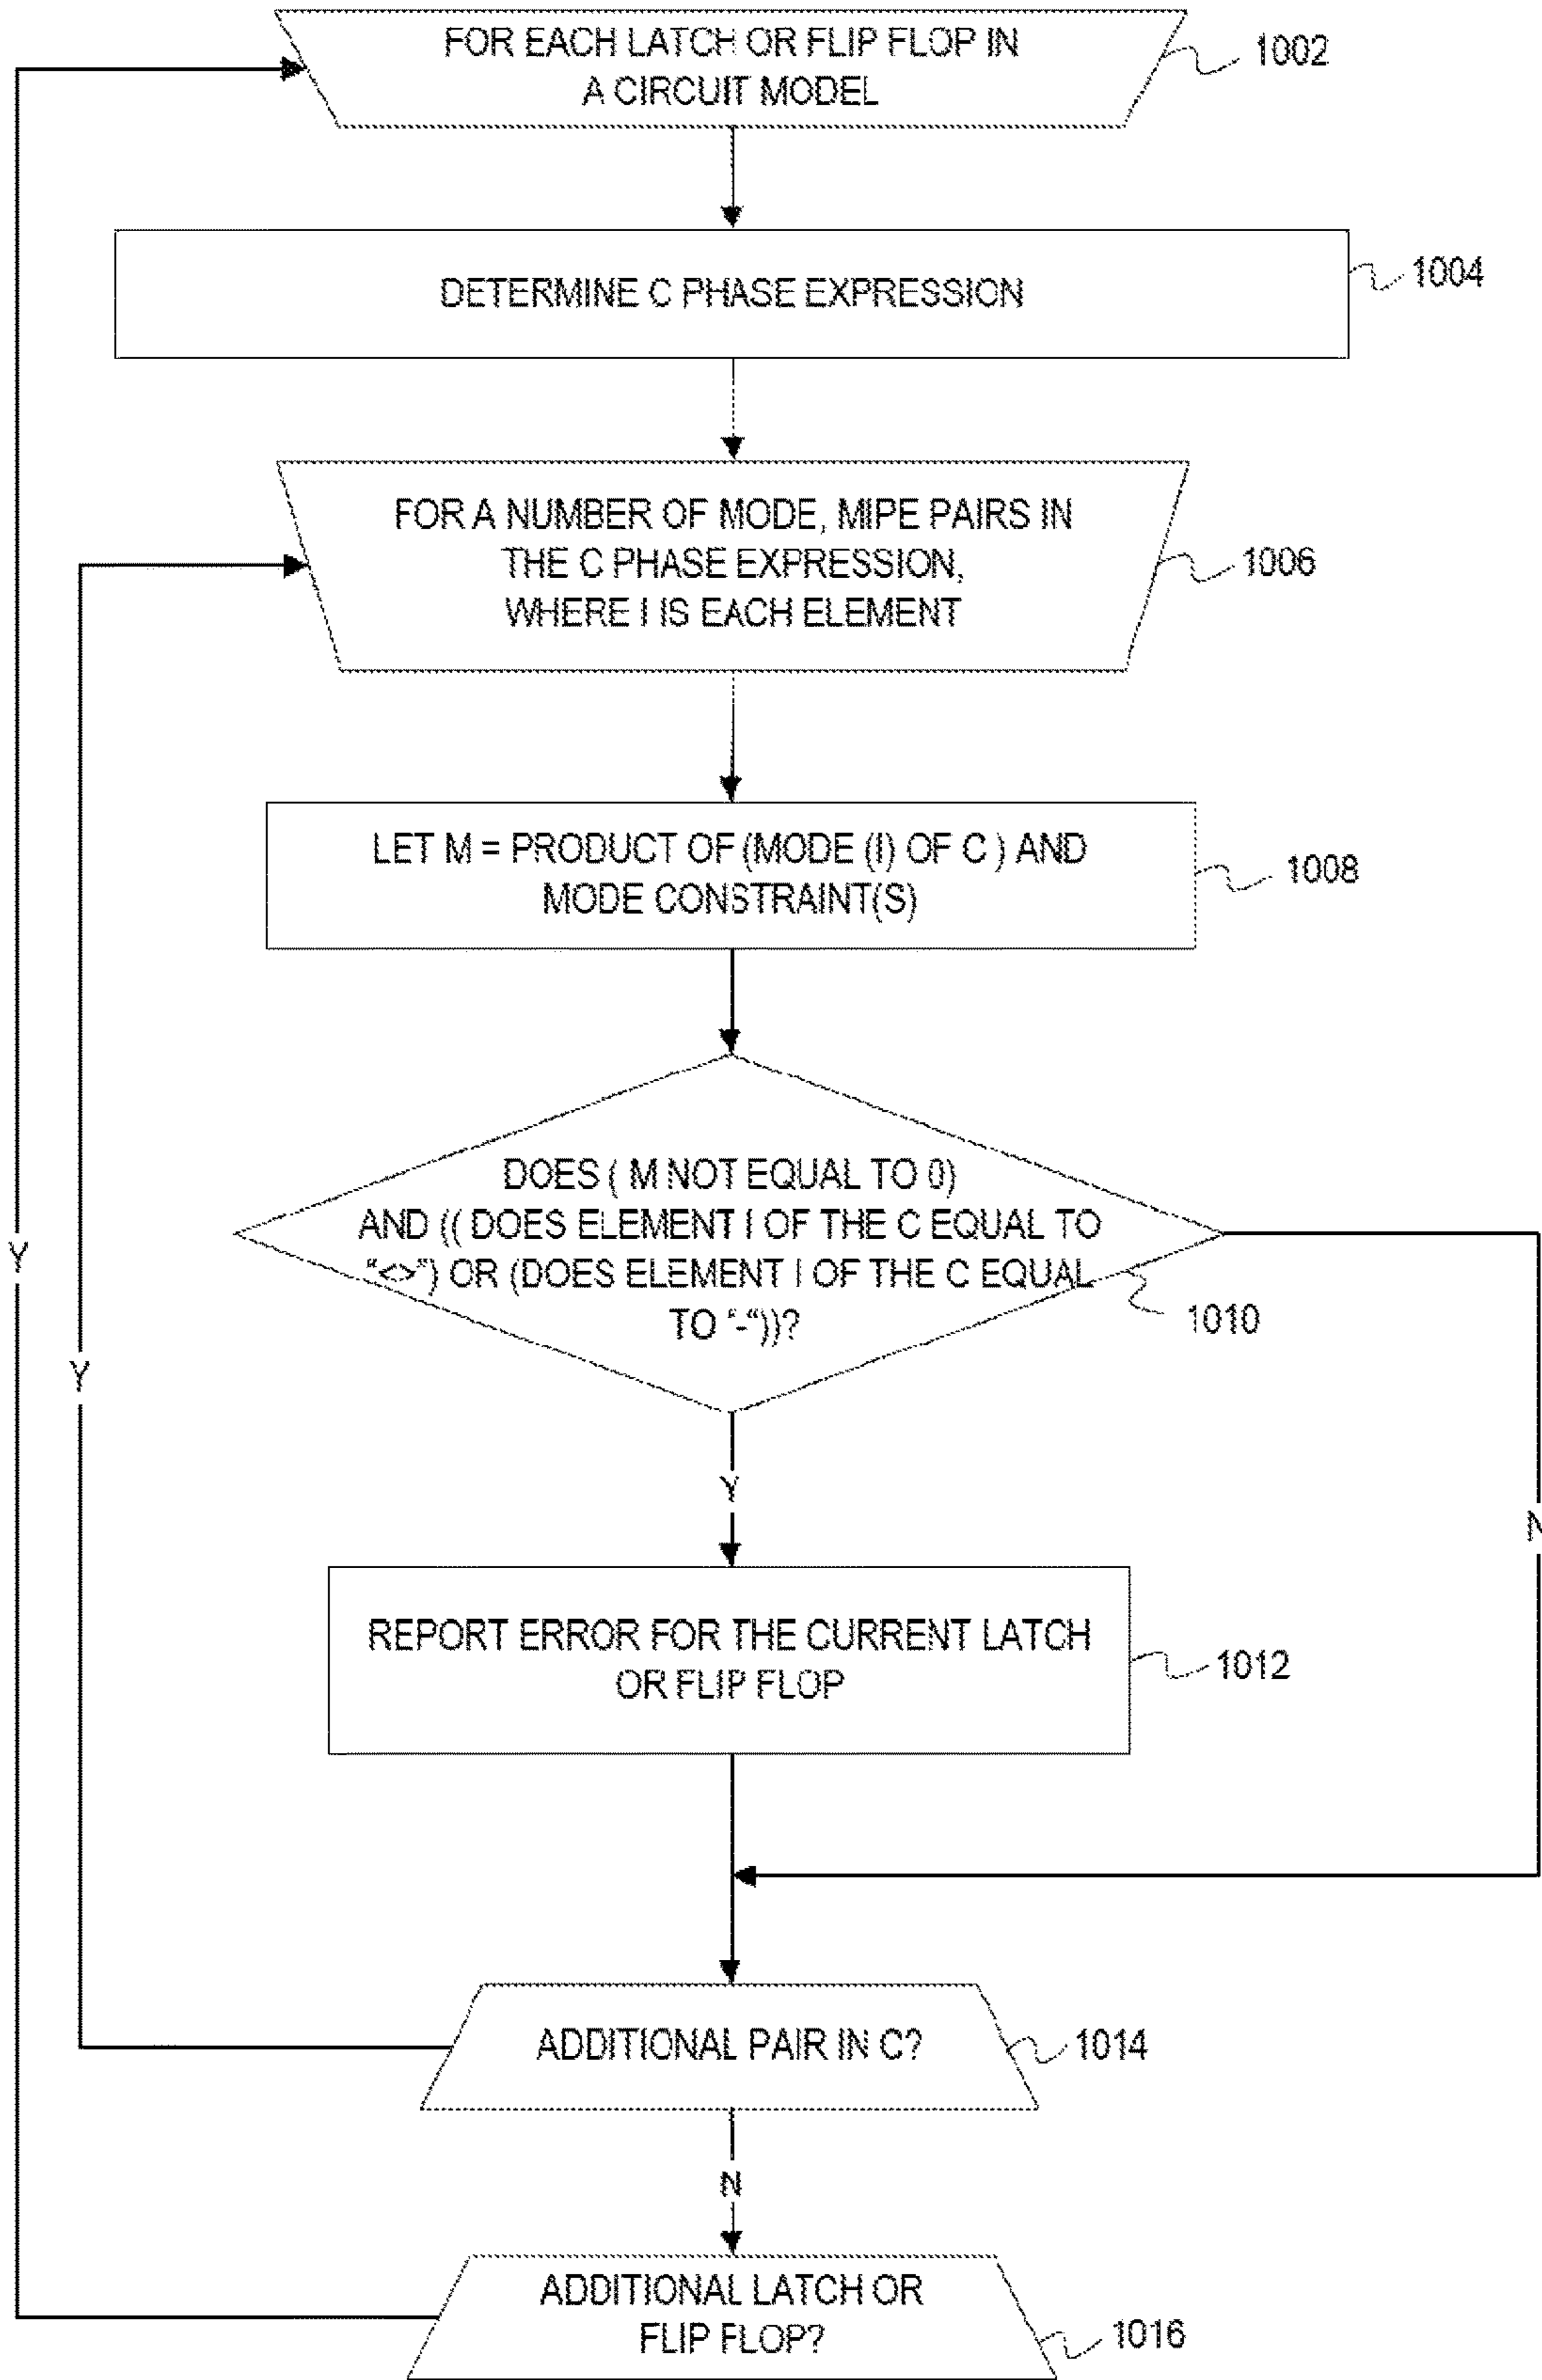 FOR EACH LATCH OR FLIP FLOP IN
A CIRCUIT MODEL
1002
DETERMINE C PHASE EXPRESSION
1004
FOR A NUMBER OF MODE, MIPE PAIRS IN
THE C PHASE EXPRESSION,
WHERE I IS EACH ELEMENT
1006
LET M = PRODUCT OF (MODE (I) OF C ) AND
MODE CONSTRAINT(S)
1008
DOES ( M NOT EQUAL TO 0)
AND (( DOES ELEMENT I OF THE C EQUAL TO
“<>“) OR (DOES ELEMENT I OF THE C EQUAL
TO “-“))?
1010
Y
Y
Y
N
REPORT ERROR FOR THE CURRENT LATCH
OR FLIP FLOP
1012
ADDITIONAL PAIR IN C?
1014
N
ADDITIONAL LATCH OR
FLIP FLOP?
1016